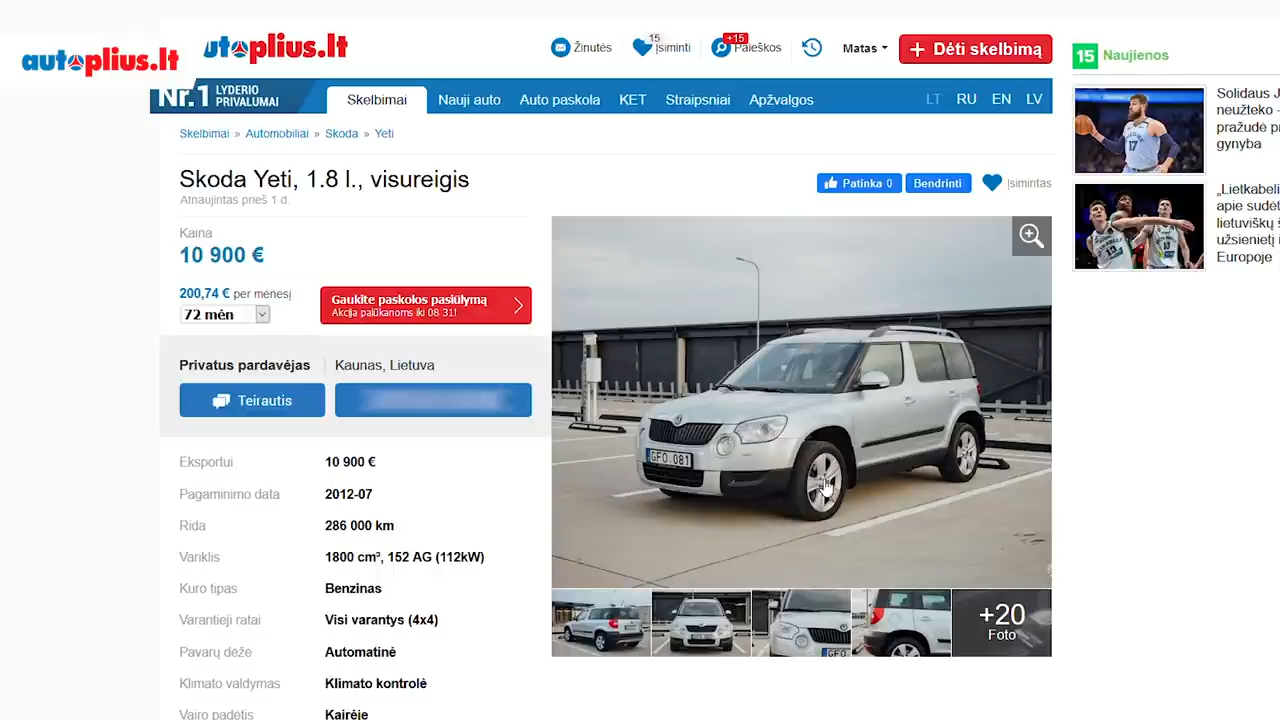 autoplius.lt
utoplius.lt
Žinutės
15
Įsiminti
+15
Paieškos
Matas
+ Dėti skelbimą
Nr.1 LYDERIO PRIVALUMAI
Skelbimai
Nauji auto
Auto paskola
KET
Straipsniai
Apžvalgos
LT
RU
EN
LV
15 Naujienos
Skelbimai » Automobiliai » Skoda » Yeti
Solidaus J
neužteko -
pražudė p
gynyba
Skoda Yeti, 1.8 l., visureigis
Atnaujintas prieš 1 d.
Patinka 0
Bendrinti
Įsimintas
„Lietkabeli
apie sudėt
lietuviškų š
užsienietį i
Europoje
Kaina
10 900 €
200,74 € per mėnesį
72 mėn
Gaukite paskolos pasiūlymą
Akcija palūkanoms iki 08 31!
Privatus pardavėjas
Kaunas, Lietuva
Teirautis
Eksportui 10 900 €
Pagaminimo data 2012-07
Rida 286 000 km
Variklis 1800 cm³, 152 AG (112kW)
Kuro tipas Benzinas
Varantieji ratai Visi varantys (4x4)
Pavarų dėžė Automatinė
Klimato valdymas Klimato kontrolė
Vairo padėtis Kairėje
GFO 081
17
13
GFO
+20
Foto